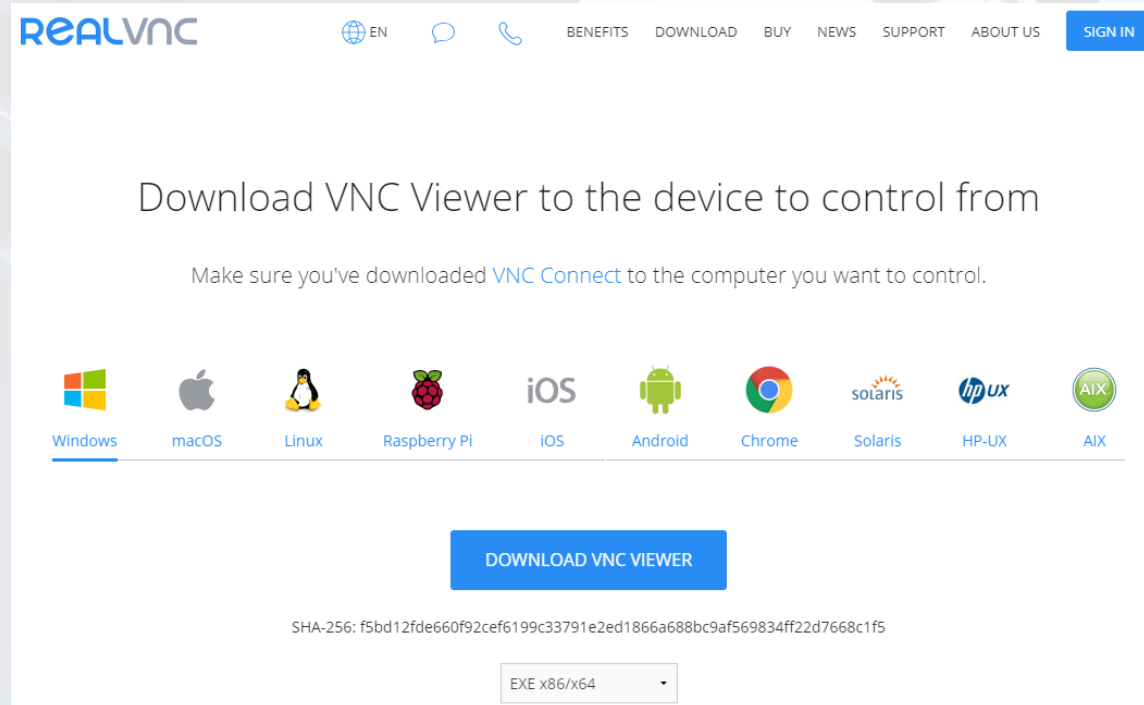 REALVNC
EN BENEFITS DOWNLOAD BUY NEWS SUPPORT ABOUT US SIGN IN
Download VNC Viewer to the device to control from
Make sure you've downloaded VNC Connect to the computer you want to control.
iOS solaris hp UX AIX
Windows macOS Linux Raspberry Pi iOS Android Chrome Solaris HP-UX AIX
DOWNLOAD VNC VIEWER
SHA-256: f5bd12fde660f92cef6199c33791e2ed1866a688bc9af569834ff22d7668c1f5
EXE x86/x64